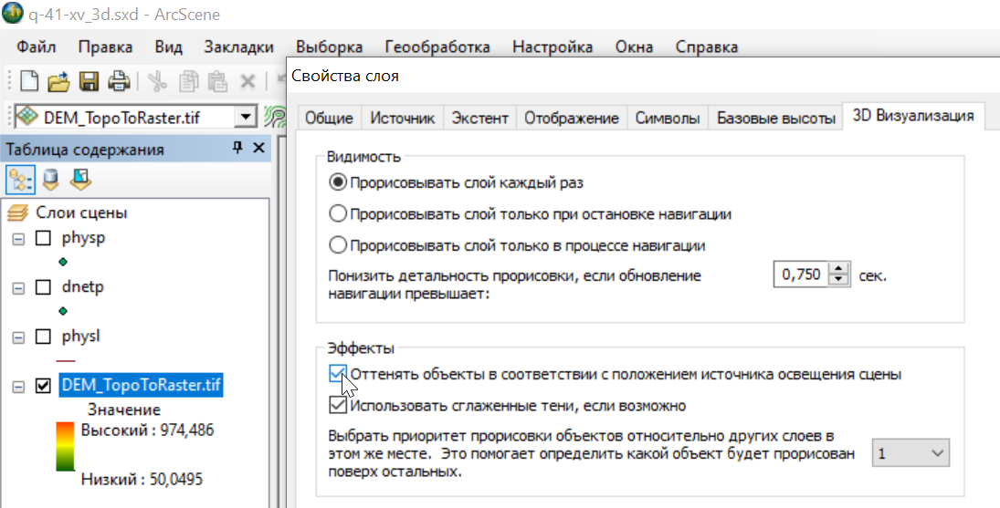 q-41-xv_3d.sxd - ArcScene
Файл Правка Вид Закладки Выборка Геообработка Настройка Окна Справка
Свойства слоя
DEM_TopoToRaster.tif
Общие Источник Экстент Отображение Символы Базовые высоты 3D Визуализация
Таблица содержания
Видимость
Прорисовывать слой каждый раз
Прорисовывать слой только при остановке навигации
Прорисовывать слой только в процессе навигации
Понизить детальность прорисовки, если обновление
навигации превышает:
0,750 сек.
Слои сцены
physp
dnetp
physl
DEM_TopoToRaster.tif
Значение
Высокий : 974,486
Низкий : 50,0495
Эффекты
Оттенять объекты в соответствии с положением источника освещения сцены
Использовать сглаженные тени, если возможно
Выбрать приоритет прорисовки объектов относительно других слоев в
этом же месте. Это помогает определить какой объект будет прорисован
поверх остальных.
1